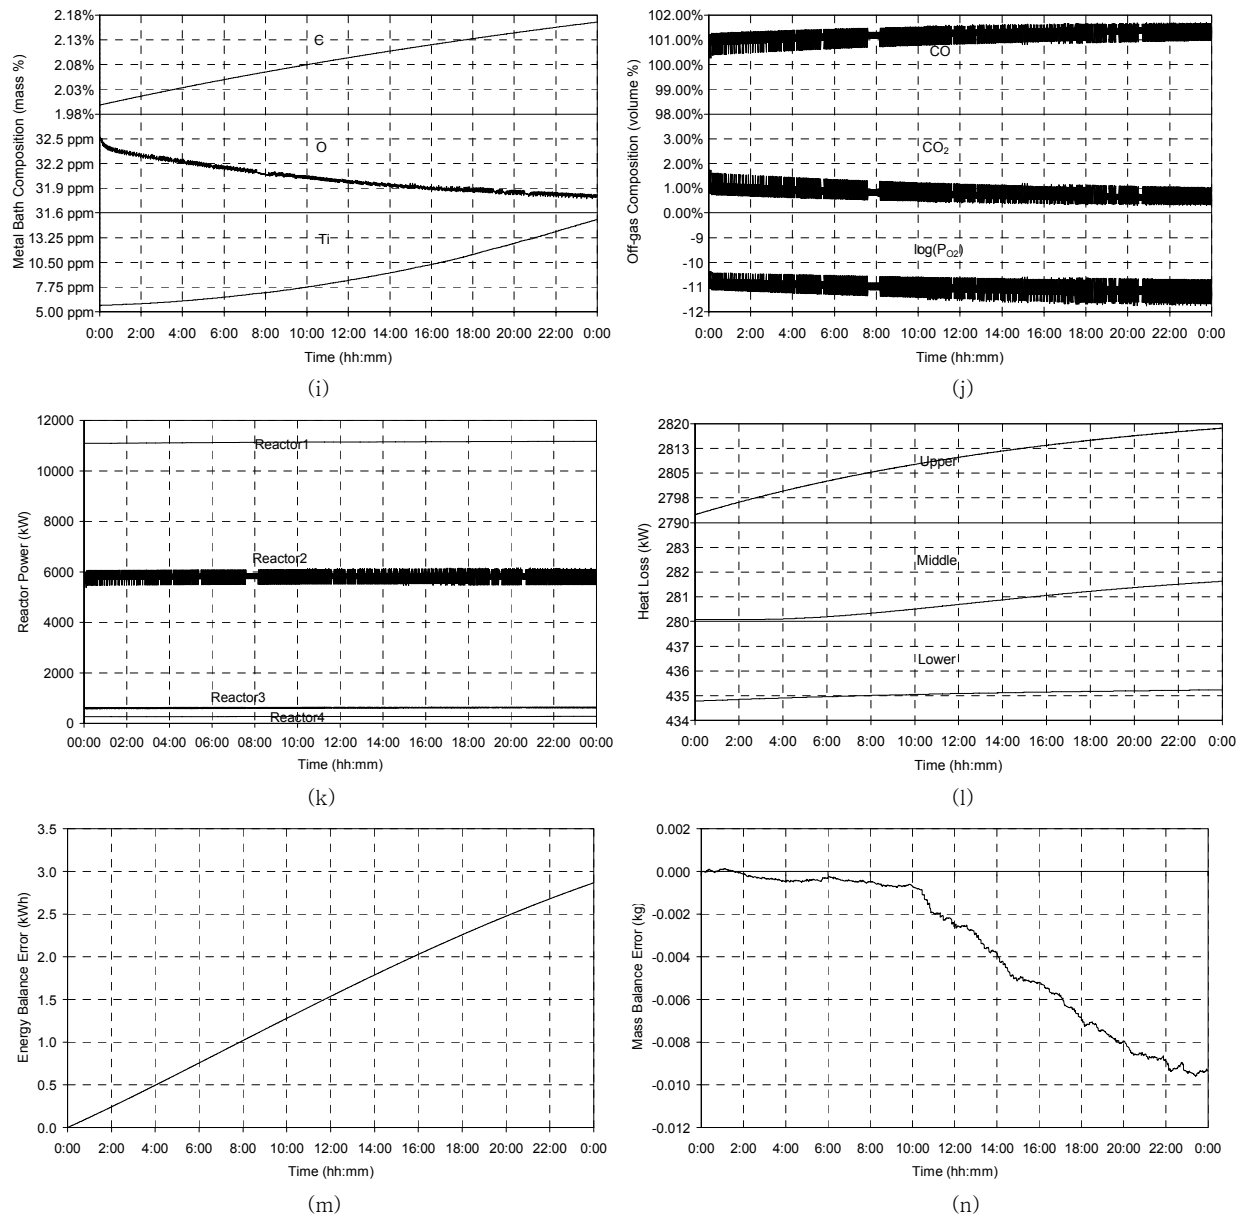 2.18%
2.13%
2.08%
2.03%
1.98%
32.5 ppm
32.2 ppm
31.9 ppm
31.6 ppm
13.25 ppm
10.50 ppm
7.75 ppm
5.00 ppm
Metal Bath Composition (mass %)
C
O
Ti
0:00 2:00 4:00 6:00 8:00 10:00 12:00 14:00 16:00 18:00 20:00 22:00 0:00
Time (hh:mm)
(i)
102.00%
101.00%
100.00%
99.00%
98.00%
3.00%
2.00%
1.00%
0.00%
-9
-10
-11
-12
Off-gas Composition (volume %)
CO
CO2
log(PO2)
0:00 2:00 4:00 6:00 8:00 10:00 12:00 14:00 16:00 18:00 20:00 22:00 0:00
Time (hh:mm)
(j)
12000
10000
8000
6000
4000
2000
0
Reactor Power (kW)
Reactor1
Reactor2
Reactor3
Reactor4
00:00 02:00 04:00 06:00 08:00 10:00 12:00 14:00 16:00 18:00 20:00 22:00 00:00
Time (hh:mm)
(k)
2820
2813
2805
2798
2790
283
282
281
280
437
436
435
434
Heat Loss (kW)
Upper
Middle
Lower
0:00 2:00 4:00 6:00 8:00 10:00 12:00 14:00 16:00 18:00 20:00 22:00 0:00
Time (hh:mm)
(l)
3.5
3.0
2.5
2.0
1.5
1.0
0.5
0.0
Energy Balance Error (kWh)
0:00 2:00 4:00 6:00 8:00 10:00 12:00 14:00 16:00 18:00 20:00 22:00 0:00
Time (hh:mm)
(m)
0.002
0.000
-0.002
-0.004
-0.006
-0.008
-0.010
-0.012
Mass Balance Error (kg)
0:00 2:00 4:00 6:00 8:00 10:00 12:00 14:00 16:00 18:00 20:00 22:00 0:00
Time (hh:mm)
(n)